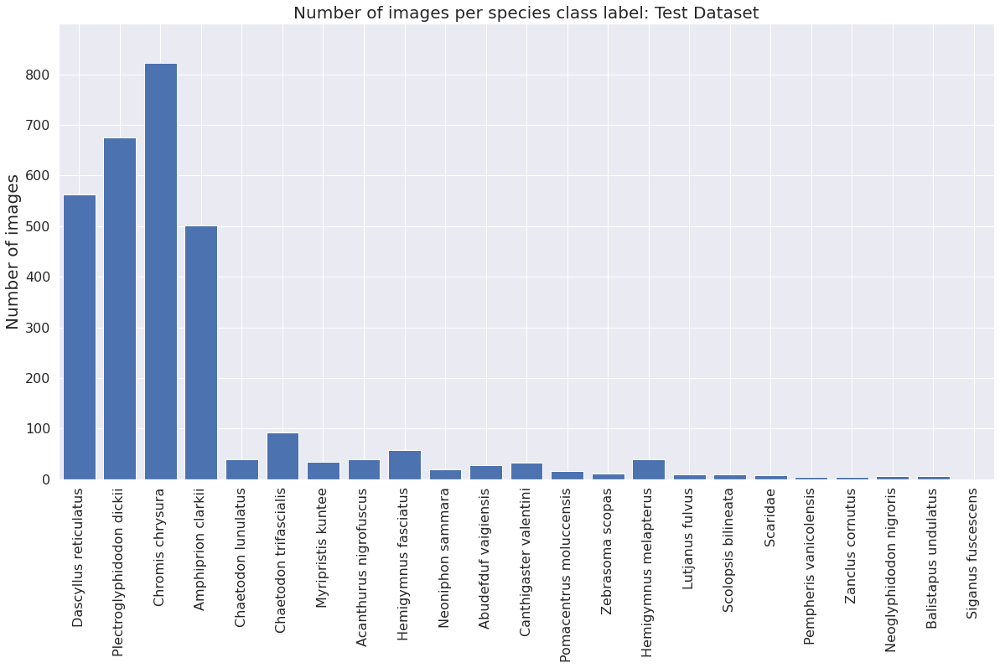 Number of images per species class label: Test Dataset
Number of images
800
700
600
500
400
300
200
100
0
Dascyllus reticulatus
Plectroglyphidodon dickii
Chromis chrysura
Amphiprion clarkii
Chaetodon lunulatus
Chaetodon trifascialis
Myripristis kuntee
Acanthurus nigrofuscus
Hemigymnus fasciatus
Neoniphon sammara
Abudefduf vaigiensis
Canthigaster valentini
Pomacentrus moluccensis
Zebrasoma scopas
Hemigymnus melapterus
Lutjanus fulvus
Scolopsis bilineata
Scaridae
Pempheris vanicolensis
Zanclus cornutus
Neoglyphidodon nigroris
Balistapus undulatus
Siganus fuscescens